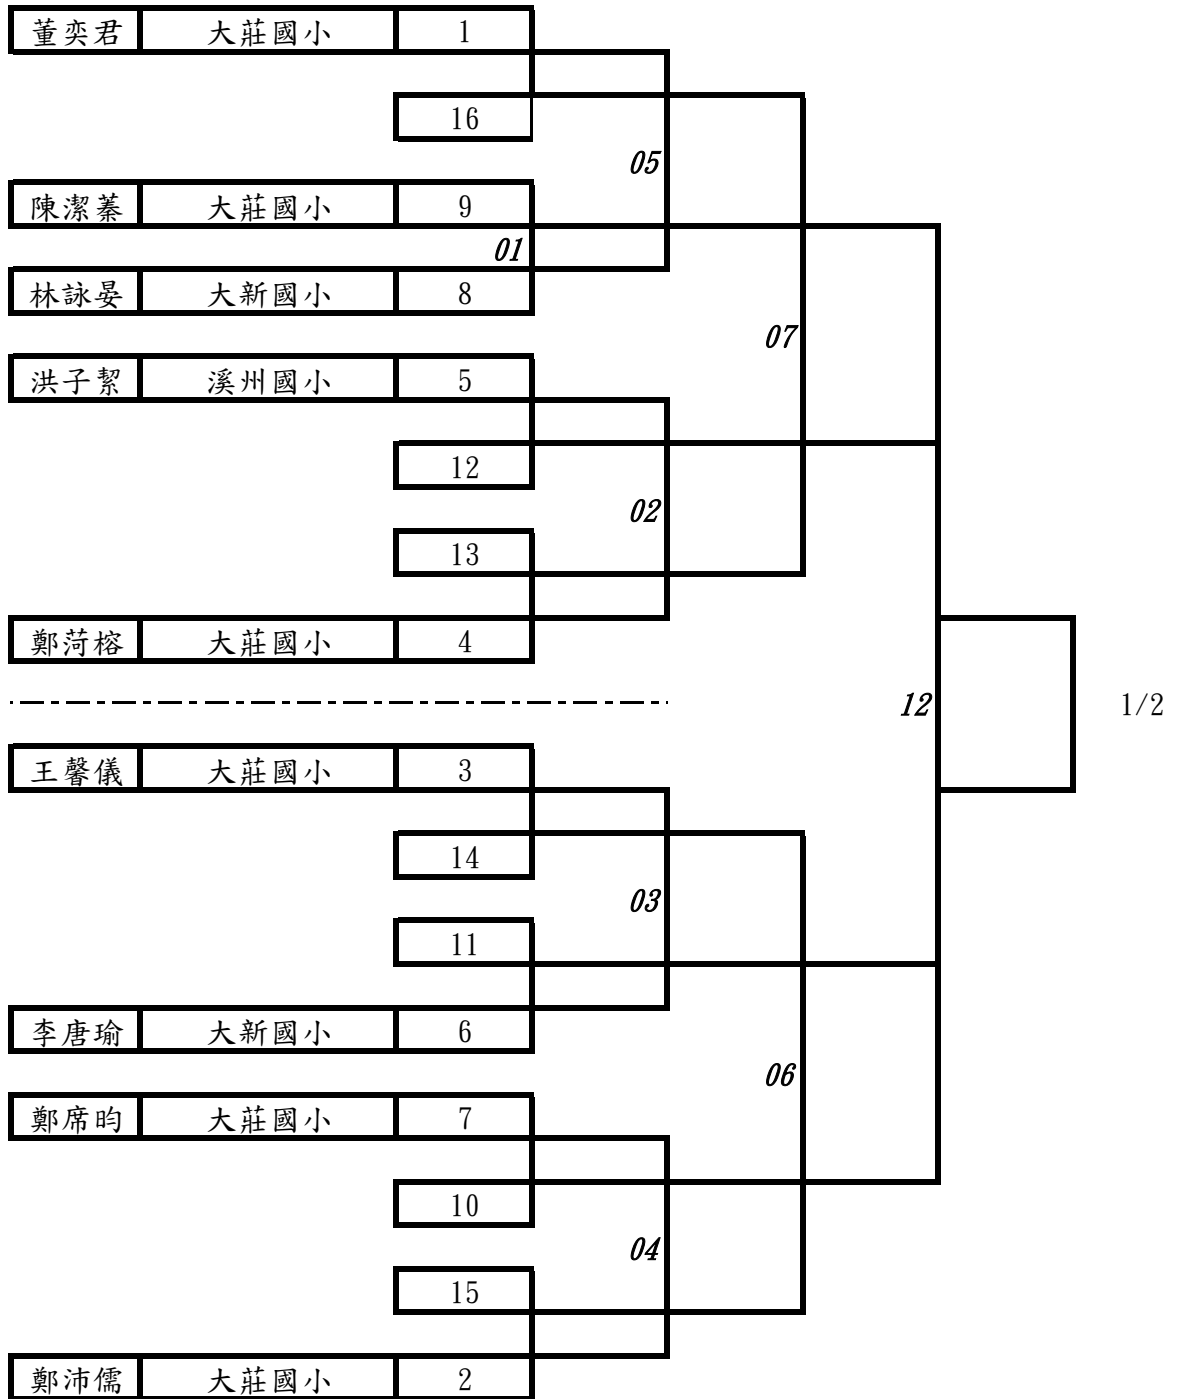 董奕君 大莊國小 1
16
05
陳潔蓁 大莊國小 9
01
林詠晏 大新國小 8
07
洪子絜 溪州國小 5
12
02
13
鄭菏榕 大莊國小 4
12 1/2
王馨儀 大莊國小 3
14
03
11
李唐瑜 大新國小 6
06
鄭席昀 大莊國小 7
10
04
15
鄭沛儒 大莊國小 2